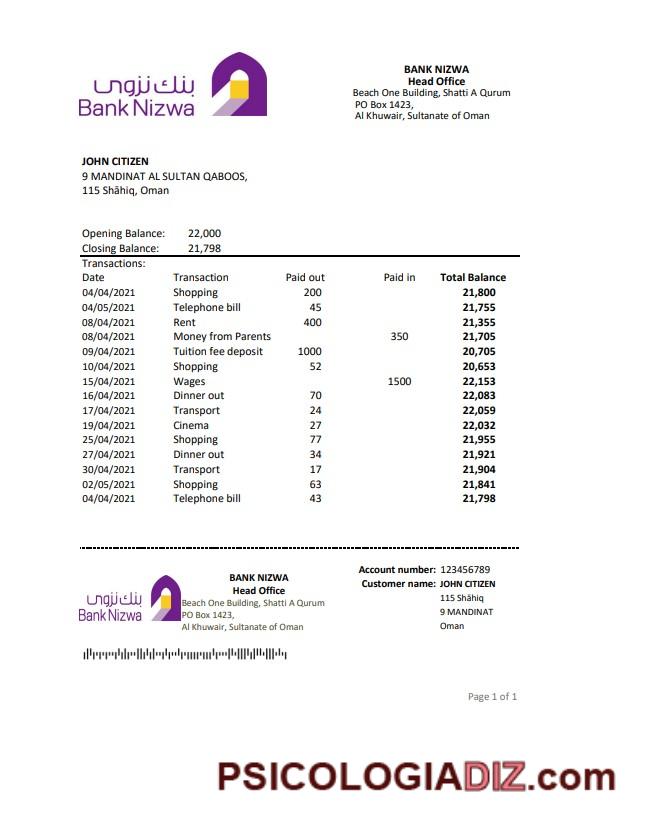 بنك نزوى
Bank Nizwa
BANK NIZWA
Head Office
Beach One Building, Shatti A Qurum
PO Box 1423,
Al Khuwair, Sultanate of Oman
JOHN CITIZEN
9 MANDINAT AL SULTAN QABOOS,
115 Shāhiq, Oman
Opening Balance: 22,000
Closing Balance: 21,798
Transactions:
Date Transaction Paid out Paid in Total Balance
04/04/2021 Shopping 200 21,800
04/05/2021 Telephone bill 45 21,755
08/04/2021 Rent 400 21,355
08/04/2021 Money from Parents 350 21,705
09/04/2021 Tuition fee deposit 1000 20,705
10/04/2021 Shopping 52 20,653
15/04/2021 Wages 1500 22,153
16/04/2021 Dinner out 70 22,083
17/04/2021 Transport 24 22,059
19/04/2021 Cinema 27 22,032
25/04/2021 Shopping 77 21,955
27/04/2021 Dinner out 34 21,921
30/04/2021 Transport 17 21,904
02/05/2021 Shopping 63 21,841
04/04/2021 Telephone bill 43 21,798
بنك نزوى
Bank Nizwa
BANK NIZWA
Head Office
Beach One Building, Shatti A Qurum
PO Box 1423,
Al Khuwair, Sultanate of Oman
Account number: 123456789
Customer name: JOHN CITIZEN
115 Shāhiq
9 MANDINAT
Oman
Page 1 of 1
PSICOLOGIADIZ.com